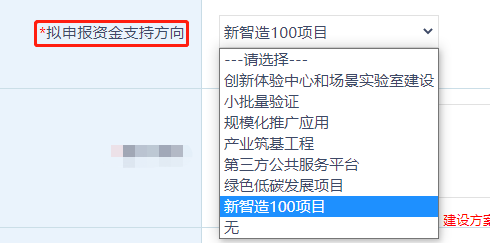 *拟申报资金支持方向
新智造100项目
---请选择---
创新体验中心和场景实验室建设
小批量验证
规模化推广应用
产业筑基工程
第三方公共服务平台
绿色低碳发展项目
新智造100项目
无
建设方案